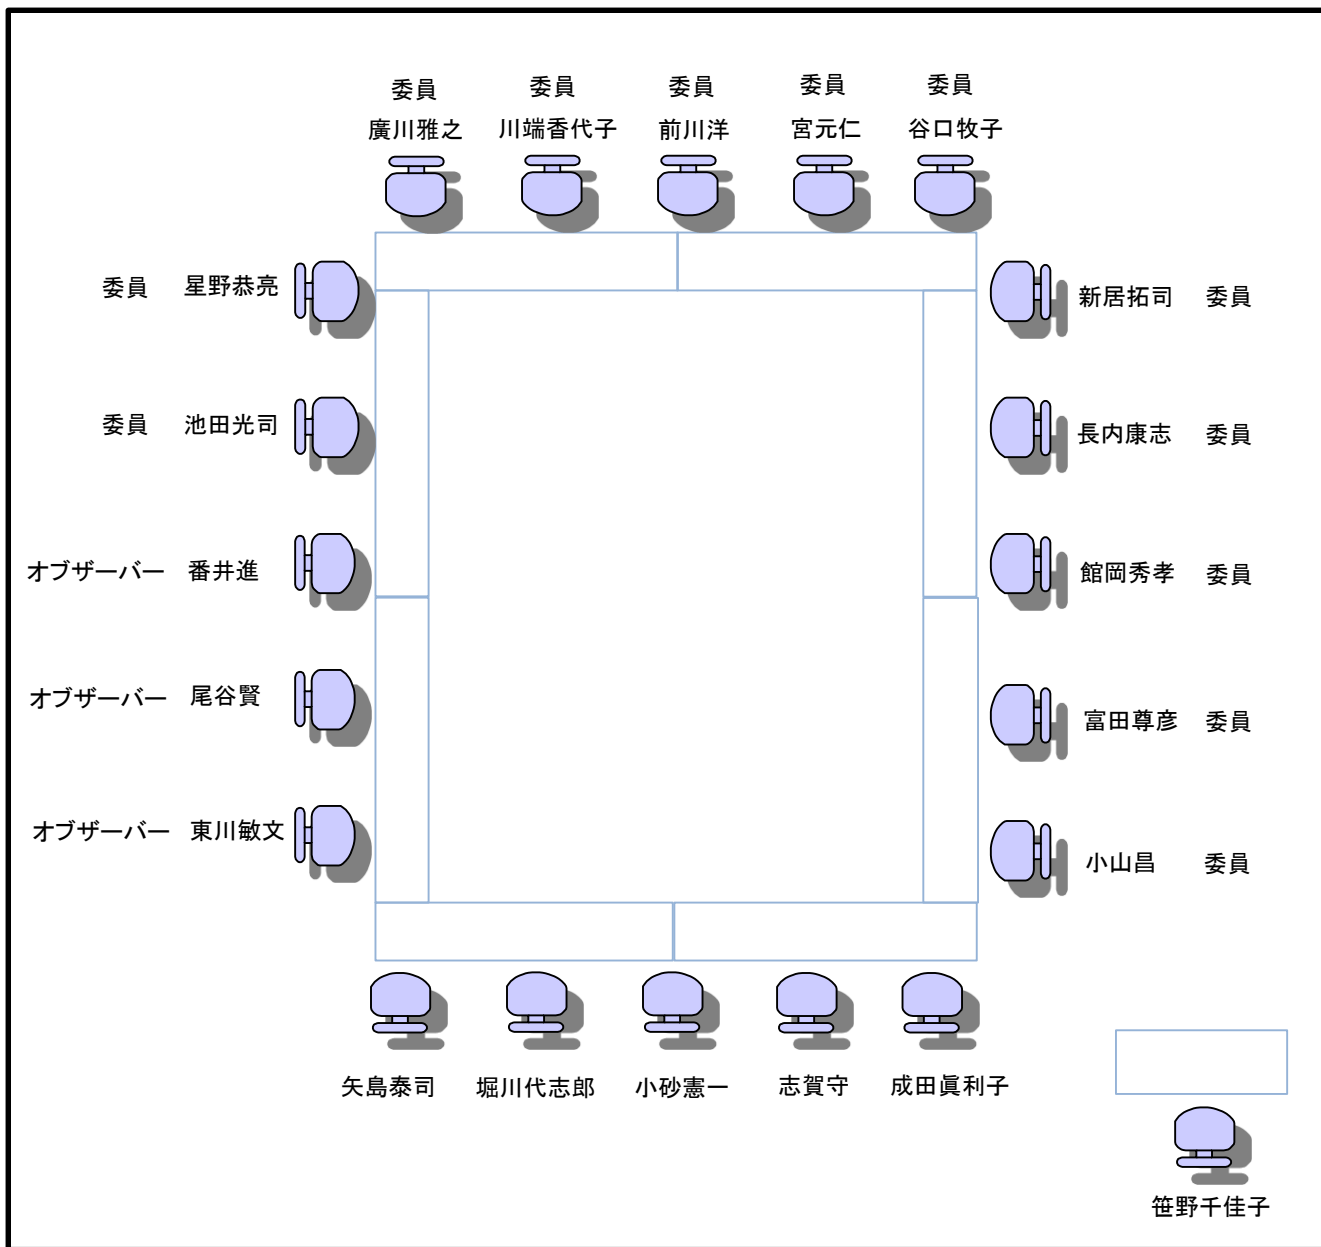 委員 委員 委員 委員 委員
廣川雅之 川端香代子 前川洋 宮元仁 谷口牧子
委員 星野恭亮
新居拓司 委員
委員 池田光司
長内康志 委員
オブザーバー 番井進
館岡秀孝 委員
オブザーバー 尾谷賢
富田尊彦 委員
オブザーバー 東川敏文
小山昌 委員
矢島泰司 堀川代志郎 小砂憲一 志賀守 成田眞利子
笹野千佳子